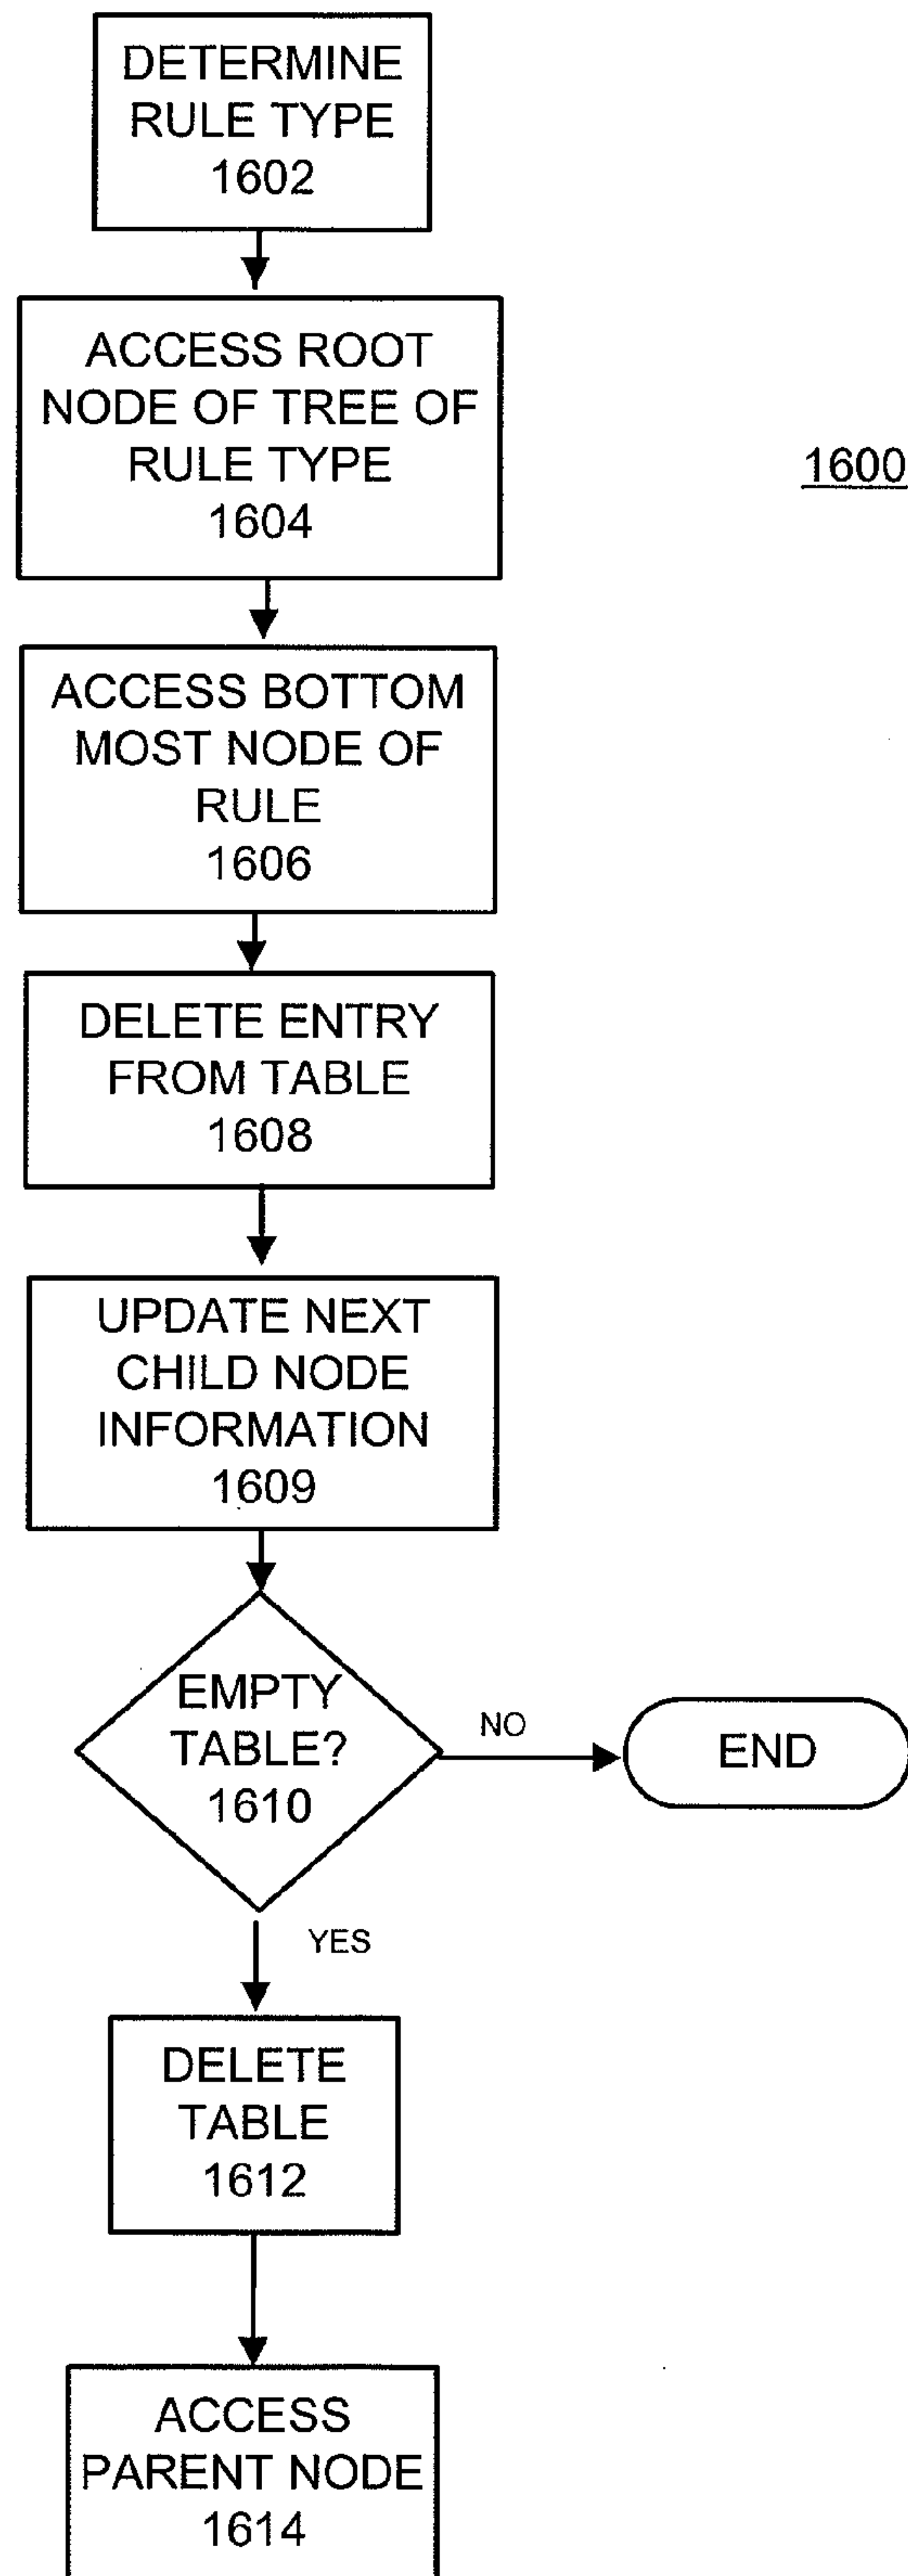 DETERMINE
RULE TYPE
1602
ACCESS ROOT
NODE OF TREE OF
RULE TYPE
1604
1600
ACCESS BOTTOM
MOST NODE OF
RULE
1606
DELETE ENTRY
FROM TABLE
1608
UPDATE NEXT
CHILD NODE
INFORMATION
1609
EMPTY
TABLE?
1610
NO
END
YES
DELETE
TABLE
1612
ACCESS
PARENT NODE
1614